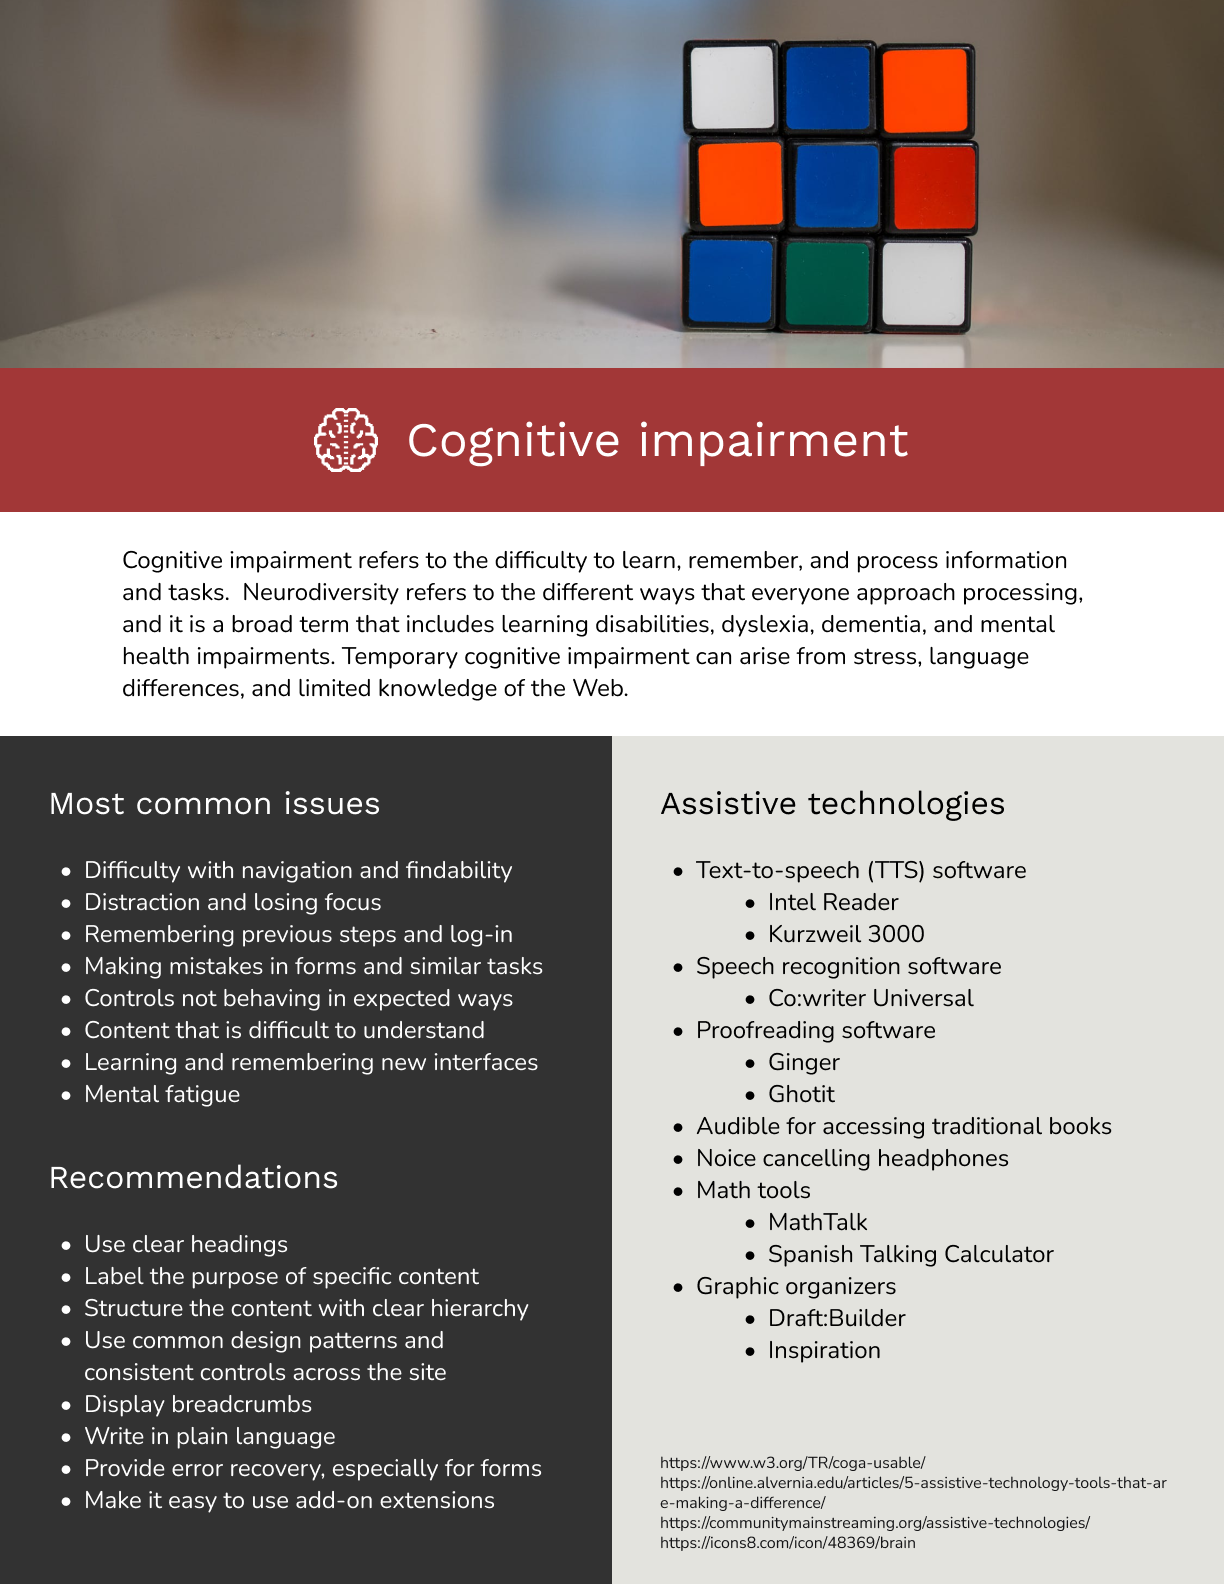 Cognitive impairment
Cognitive impairment refers to the difficulty to learn, remember, and process information
and tasks.  Neurodiversity refers to the different ways that everyone approach processing,
and it is a broad term that includes learning disabilities, dyslexia, dementia, and mental
health impairments. Temporary cognitive impairment can arise from stress, language
differences, and limited knowledge of the Web.
Most common issues
• Difficulty with navigation and findability
• Distraction and losing focus
• Remembering previous steps and log-in
• Making mistakes in forms and similar tasks
• Controls not behaving in expected ways
• Content that is difficult to understand
• Learning and remembering new interfaces
• Mental fatigue
Recommendations
• Use clear headings
• Label the purpose of specific content
• Structure the content with clear hierarchy
• Use common design patterns and
consistent controls across the site
• Display breadcrumbs
• Write in plain language
• Provide error recovery, especially for forms
• Make it easy to use add-on extensions
Assistive technologies
• Text-to-speech (TTS) software
• Intel Reader
• Kurzweil 3000
• Speech recognition software
• Co:writer Universal
• Proofreading software
• Ginger
• Ghotit
• Audible for accessing traditional books
• Noice cancelling headphones
• Math tools
• MathTalk
• Spanish Talking Calculator
• Graphic organizers
• Draft:Builder
• Inspiration
https://www.w3.org/TR/coga-usable/
https://online.alvernia.edu/articles/5-assistive-technology-tools-that-ar
e-making-a-difference/
https://communitymainstreaming.org/assistive-technologies/
https://icons8.com/icon/48369/brain